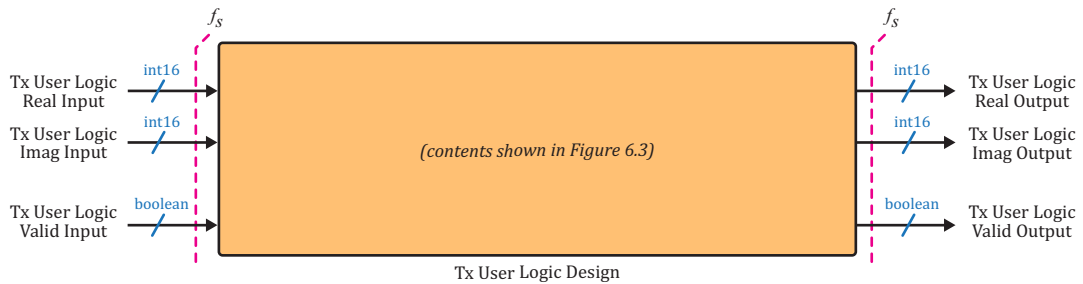 fs
fs
int16
Tx User Logic
Real Input
int16
Tx User Logic
Real Output
int16
Tx User Logic
Imag Input
int16
Tx User Logic
Imag Output
(contents shown in Figure 6.3)
boolean
Tx User Logic
Valid Input
boolean
Tx User Logic
Valid Output
Tx User Logic Design